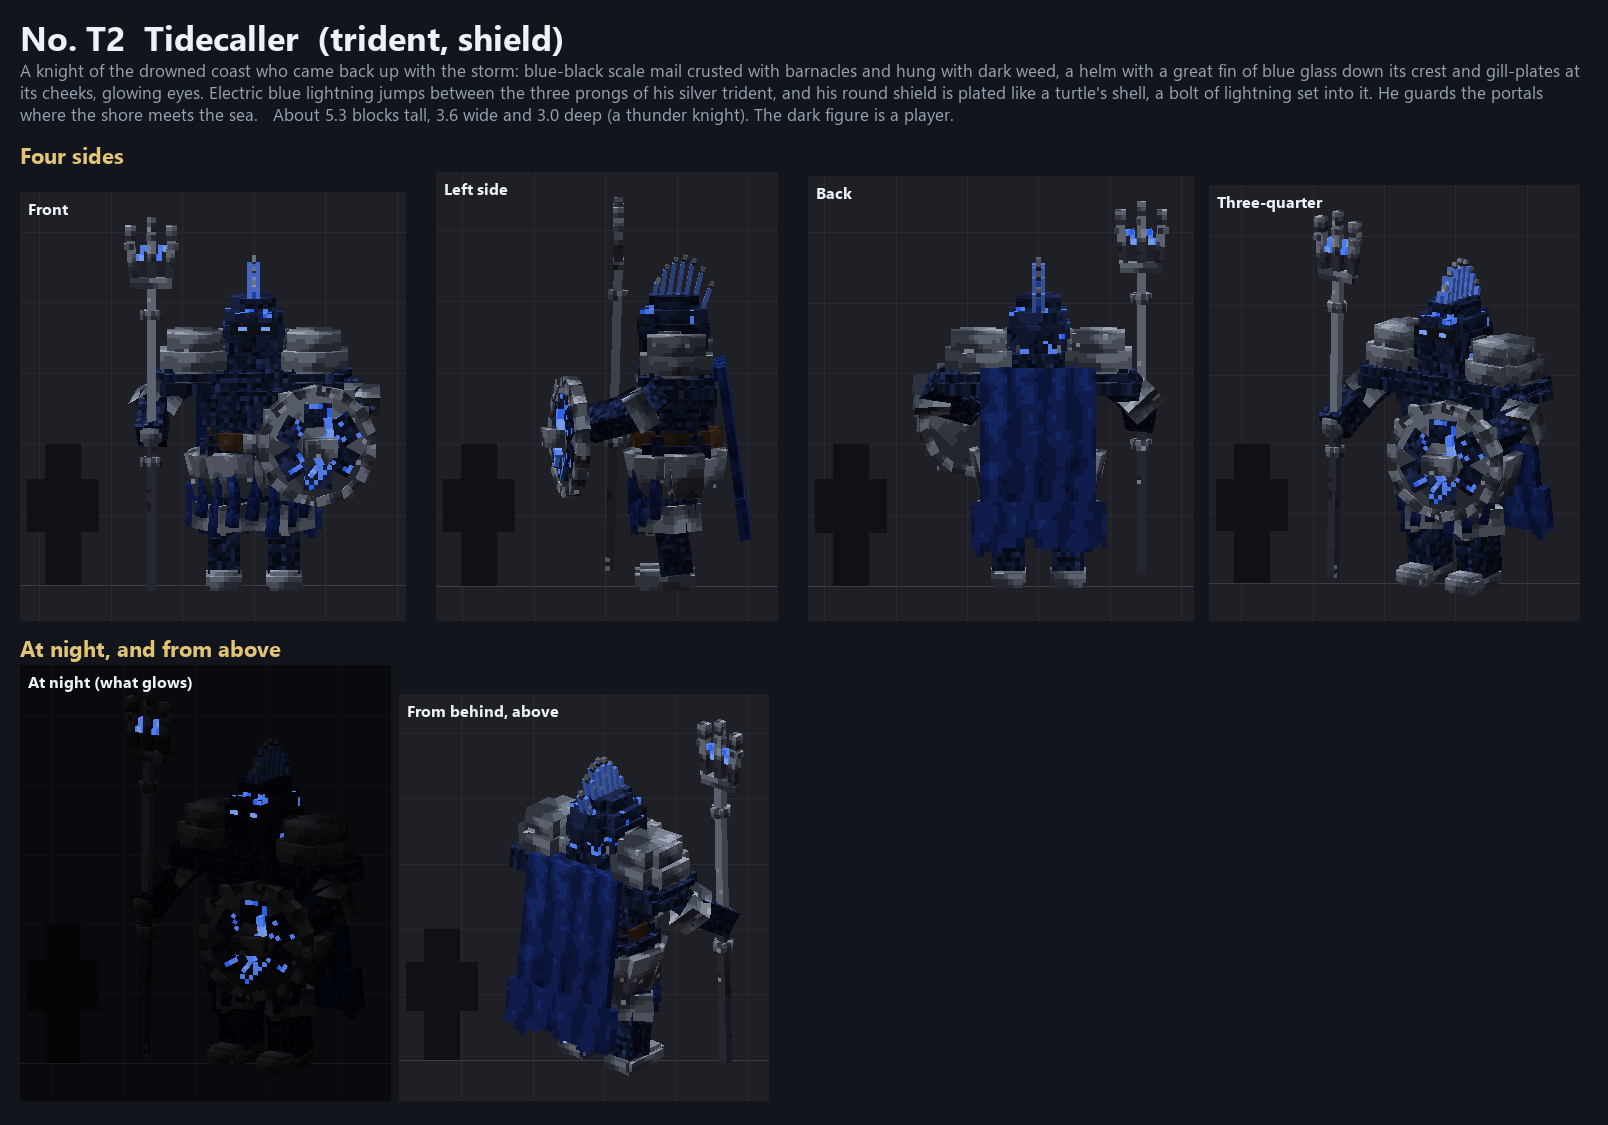 No. T2 Tidecaller (trident, shield)
A knight of the drowned coast who came back up with the storm: blue-black scale mail crusted with barnacles and hung with dark weed, a helm with a great fin of blue glass down its crest and gill-plates at
its cheeks, glowing eyes. Electric blue lightning jumps between the three prongs of his silver trident, and his round shield is plated like a turtle's shell, a bolt of lightning set into it. He guards the portals
where the shore meets the sea. About 5.3 blocks tall, 3.6 wide and 3.0 deep (a thunder knight). The dark figure is a player.
Four sides
Front
Left side
Back
Three-quarter
At night, and from above
At night (what glows)
From behind, above